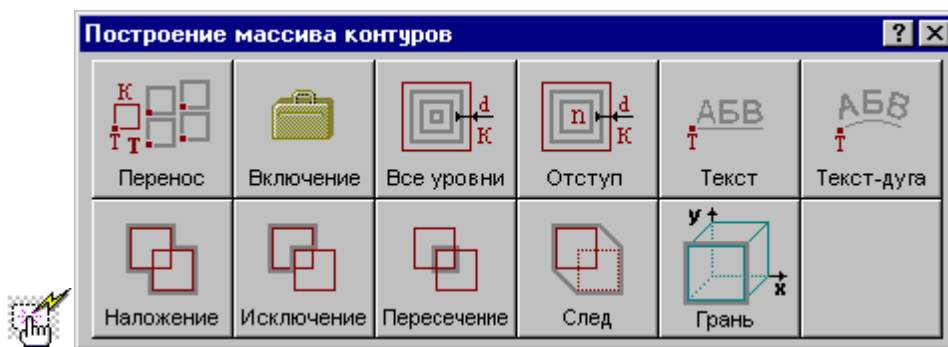 Построение массива контуров
К
Т Т
Перенос
Включение
d
К
Все уровни
n d
К
Отступ
АБВ
Т
Текст
АБВ
Т
Текст-дуга
Наложение
Исключение
Пересечение
След
y
x
Грань